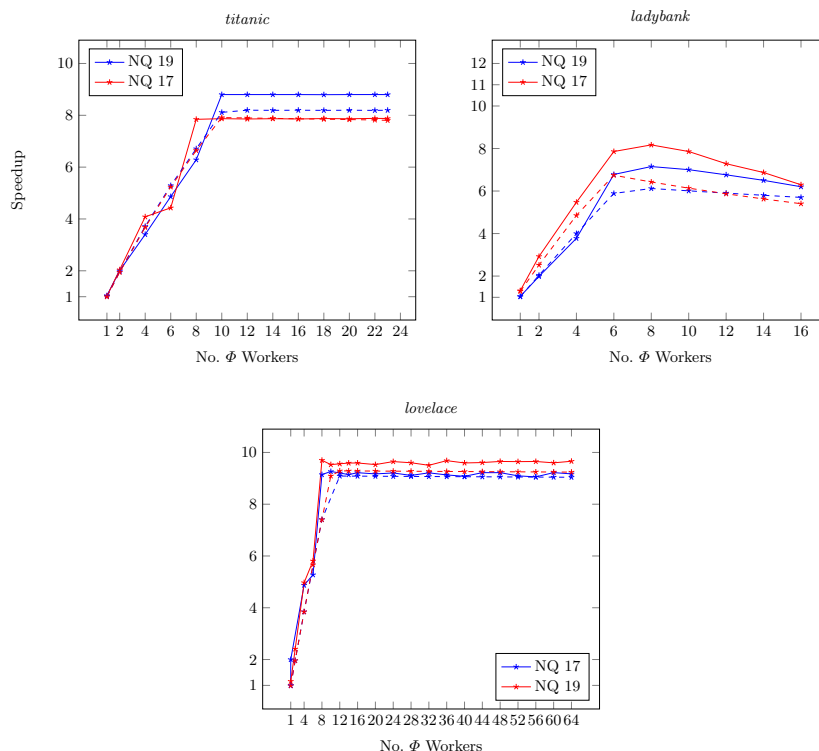 titanic
10
8
6
4
2
1
Speedup
NQ 19
NQ 17
1 2 4 6 8 10 12 14 16 18 20 22 24
No. Φ Workers
ladybank
12
10
8
6
4
2
1
NQ 19
NQ 17
1 2 4 6 8 10 12 14 16
No. Φ Workers
lovelace
10
8
6
4
2
1
NQ 17
NQ 19
1 4 8 12 16 20 24 28 32 36 40 44 48 52 56 60 64
No. Φ Workers